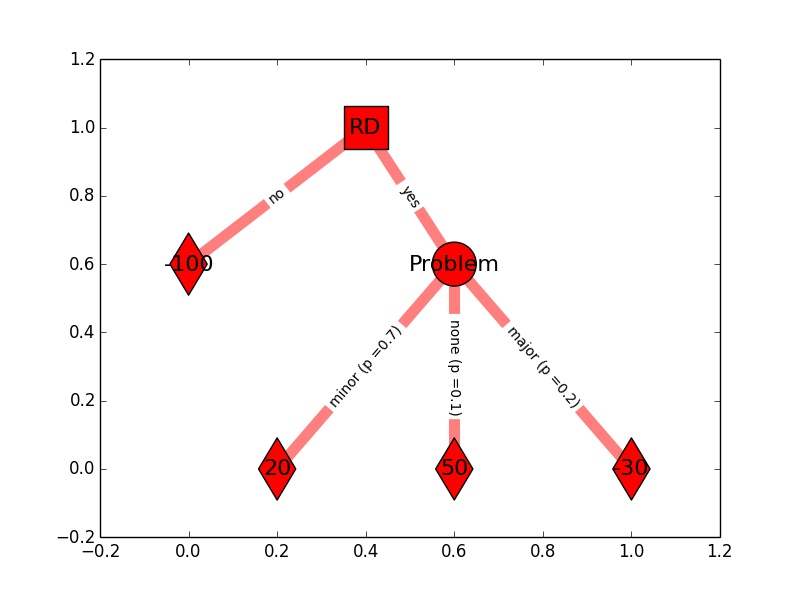 1.2
1.0
0.8
0.6
0.4
0.2
0.0
−0.2
RD
no
yes
-100
Problem
minor (p =0.7)
none (p =0.1)
major (p =0.2)
20
50
-30
−0.2
0.0
0.2
0.4
0.6
0.8
1.0
1.2